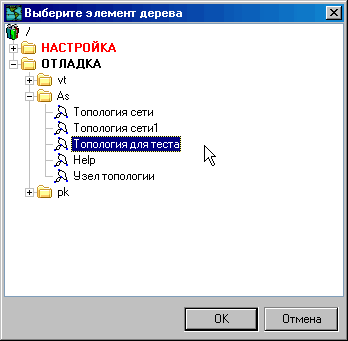 Выберите элемент дерева
/
НАСТРОЙКА
ОТЛАДКА
vt
As
Топология сети
Топология сети1
Топология для теста
Help
Узел топологии
pk
OK
Отмена